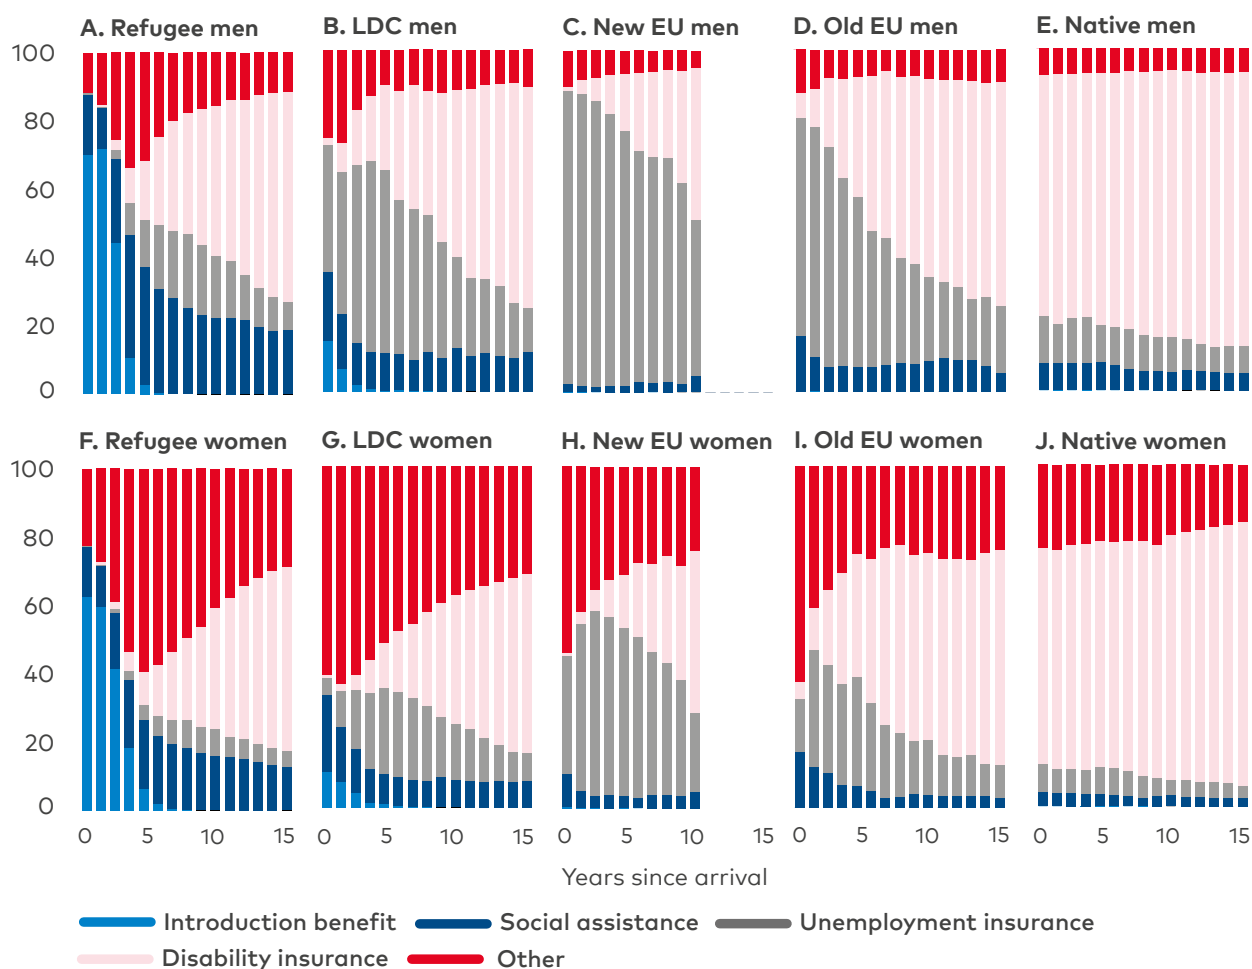 A. Refugee men
B. LDC men
C. New EU men
D. Old EU men
E. Native men
100
80
60
40
20
0
F. Refugee women
G. LDC women
H. New EU women
I. Old EU women
J. Native women
100
80
60
40
20
0
0 5 10 15 0 5 10 15 0 5 10 15 0 5 10 15 0 5 10 15
Years since arrival
Introduction benefit Social assistance Unemployment insurance
Disability insurance Other